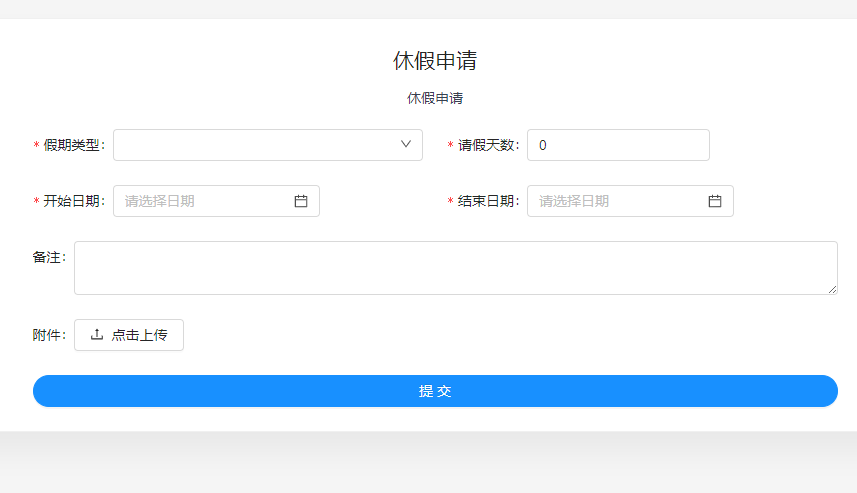 休假申请
休假申请
* 假期类型: * 请假天数: 0
* 开始日期: 请选择日期 * 结束日期: 请选择日期
备注:
附件: 点击上传
提 交